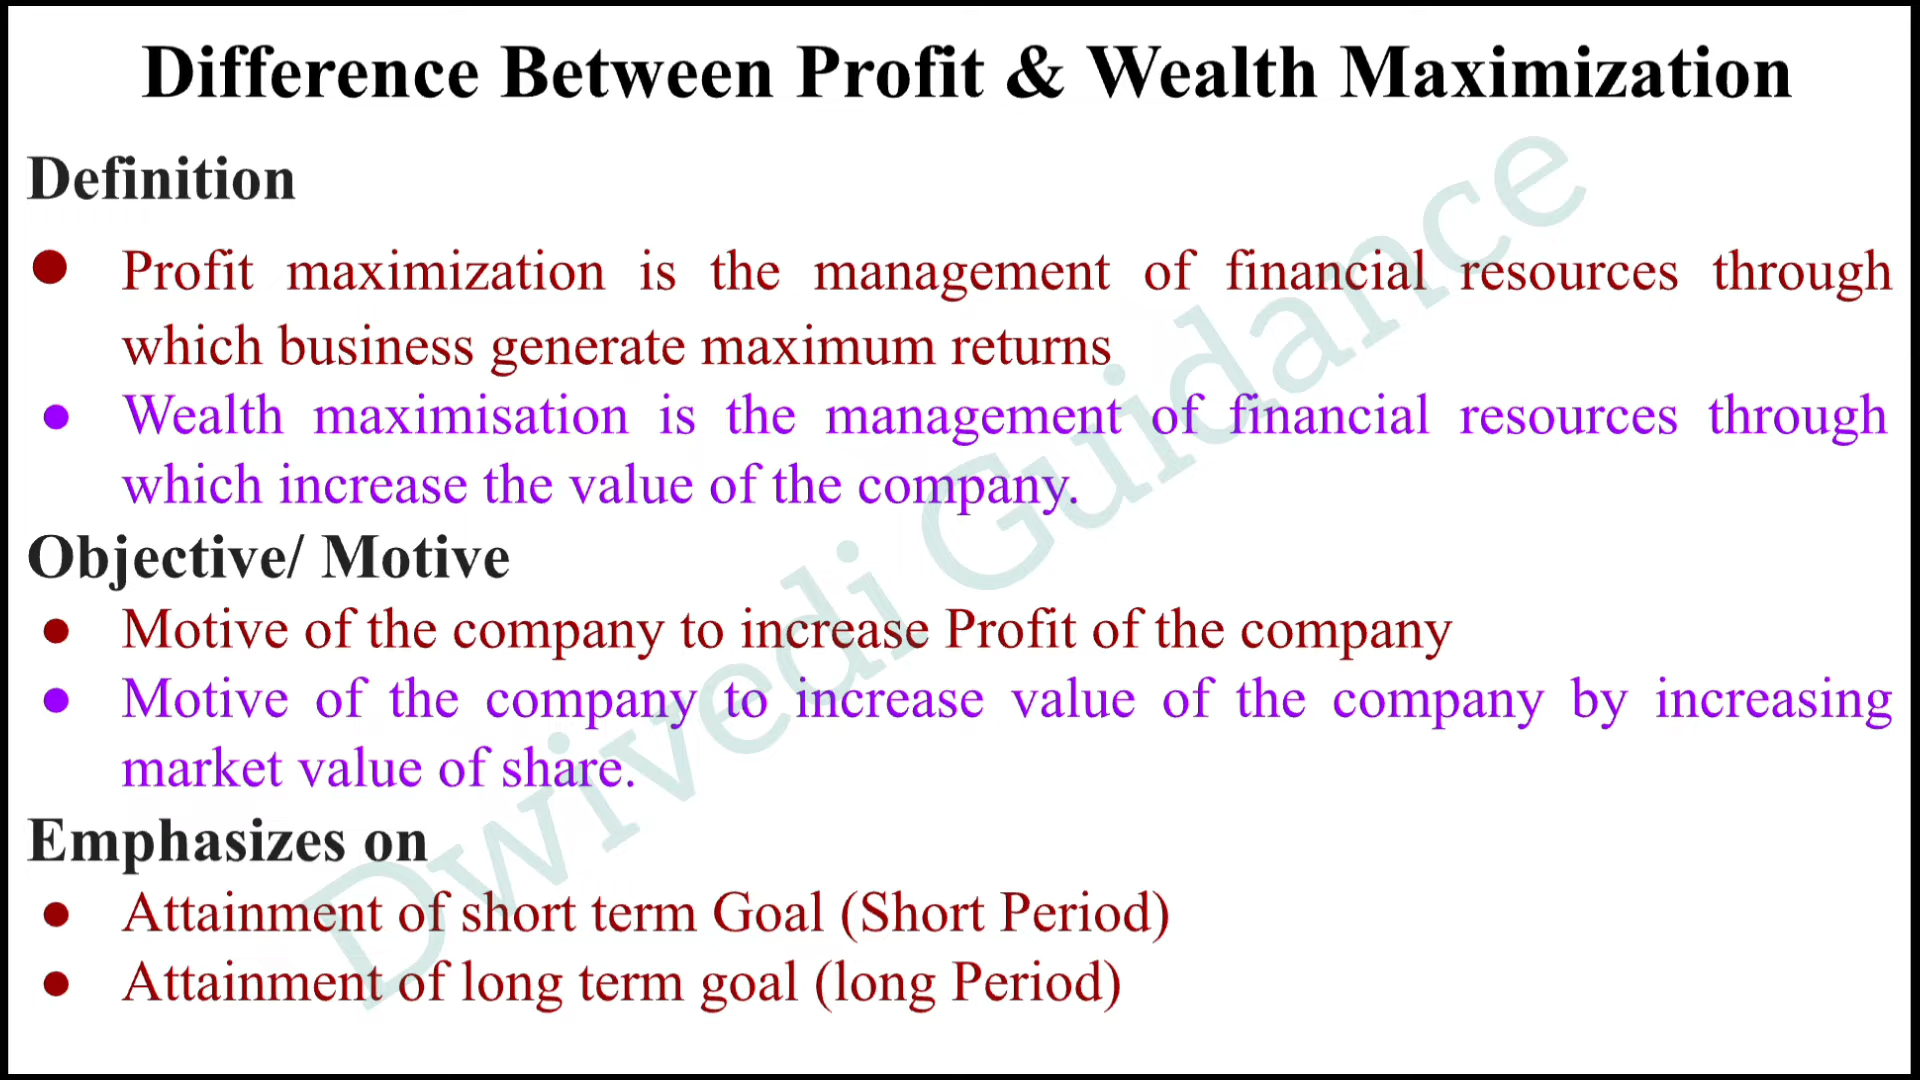 Difference Between Profit & Wealth Maximization
Definition
● Profit maximization is the management of financial resources through
which business generate maximum returns
● Wealth maximisation is the management of financial resources through
which increase the value of the company.
Objective/ Motive
● Motive of the company to increase Profit of the company
● Motive of the company to increase value of the company by increasing
market value of share.
Emphasizes on
● Attainment of short term Goal (Short Period)
● Attainment of long term goal (long Period)
Dwivedi Guidance